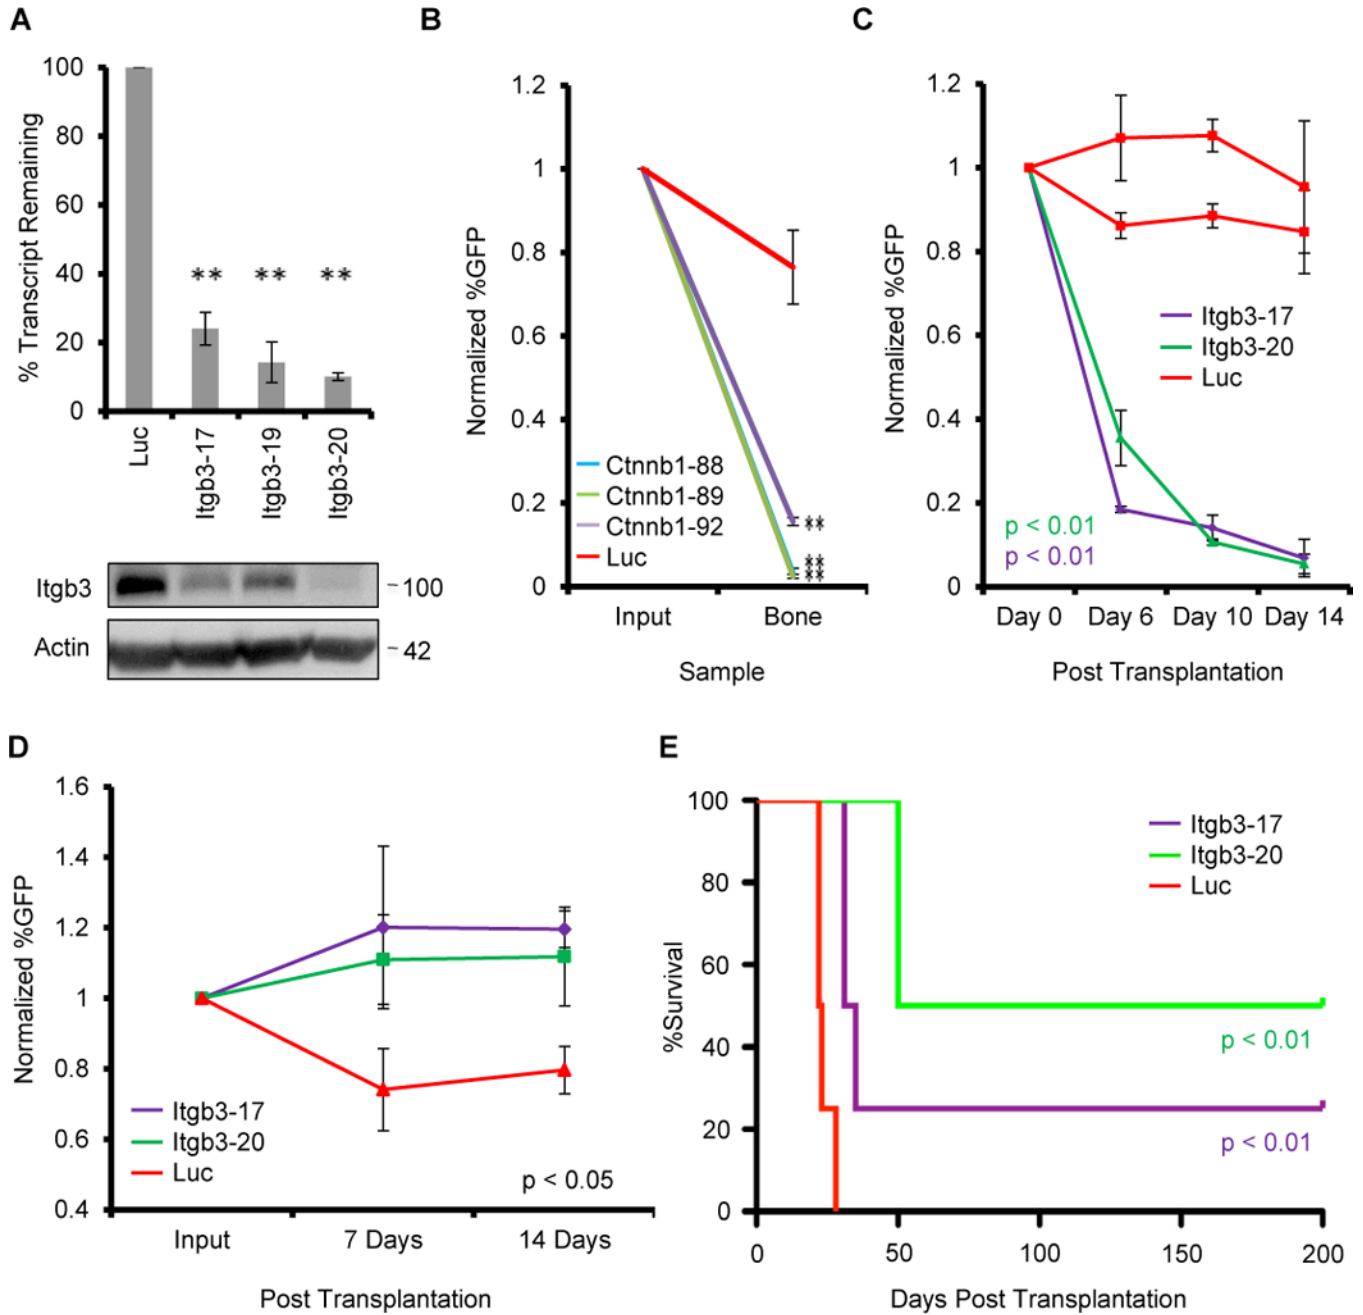 A
% Transcript Remaining
100
80
60
40
20
0
** ** **
Luc
Itgb3-17
Itgb3-19
Itgb3-20
Itgb3
100
Actin
42
B
Normalized %GFP
1.2
1
0.8
0.6
0.4
0.2
0
Ctnnb1-88
Ctnnb1-89
Ctnnb1-92
Luc
**
**
**
Input Bone
Sample
C
Normalized %GFP
1.2
1
0.8
0.6
0.4
0.2
0
Itgb3-17
Itgb3-20
Luc
p < 0.01
p < 0.01
Day 0 Day 6 Day 10 Day 14
Post Transplantation
D
Normalized %GFP
1.6
1.4
1.2
1
0.8
0.6
0.4
Itgb3-17
Itgb3-20
Luc
p < 0.05
Input 7 Days 14 Days
Post Transplantation
E
%Survival
100
80
60
40
20
0
Itgb3-17
Itgb3-20
Luc
p < 0.01
p < 0.01
0 50 100 150 200
Days Post Transplantation